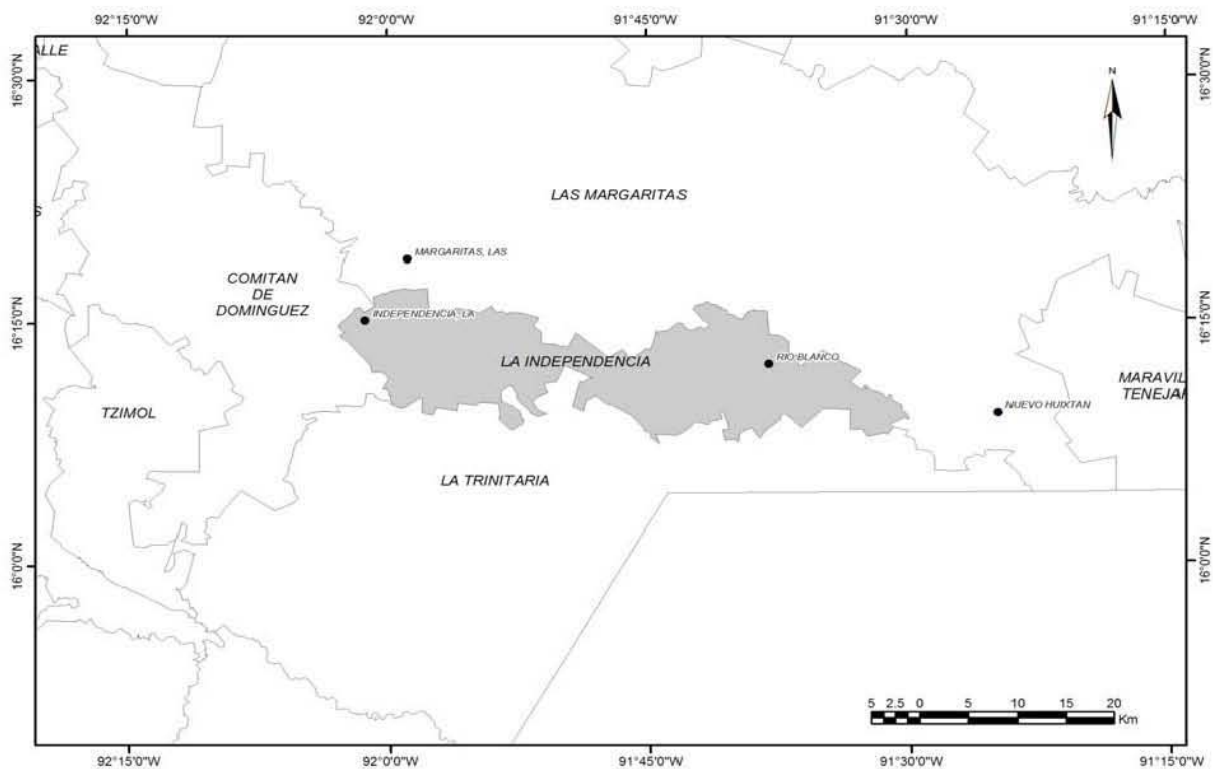 92°15'0"W 92°0'0"W 91°45'0"W 91°30'0"W 91°15'0"W
ALLE
16°30'0"N
16°30'0"N
N
LAS MARGARITAS
MARGARITAS, LAS
COMITAN
DE
DOMINGUEZ
16°15'0"N
16°15'0"N
INDEPENDENCIA, LA
LA INDEPENDENCIA
RIO BLANCO
MARAVIL
TENEJA
TZIMOL
NUEVO HUIXTAN
LA TRINITARIA
16°0'0"N
16°0'0"N
5 2.5 0 5 10 15 20
Km
92°15'0"W 92°0'0"W 91°45'0"W 91°30'0"W 91°15'0"W